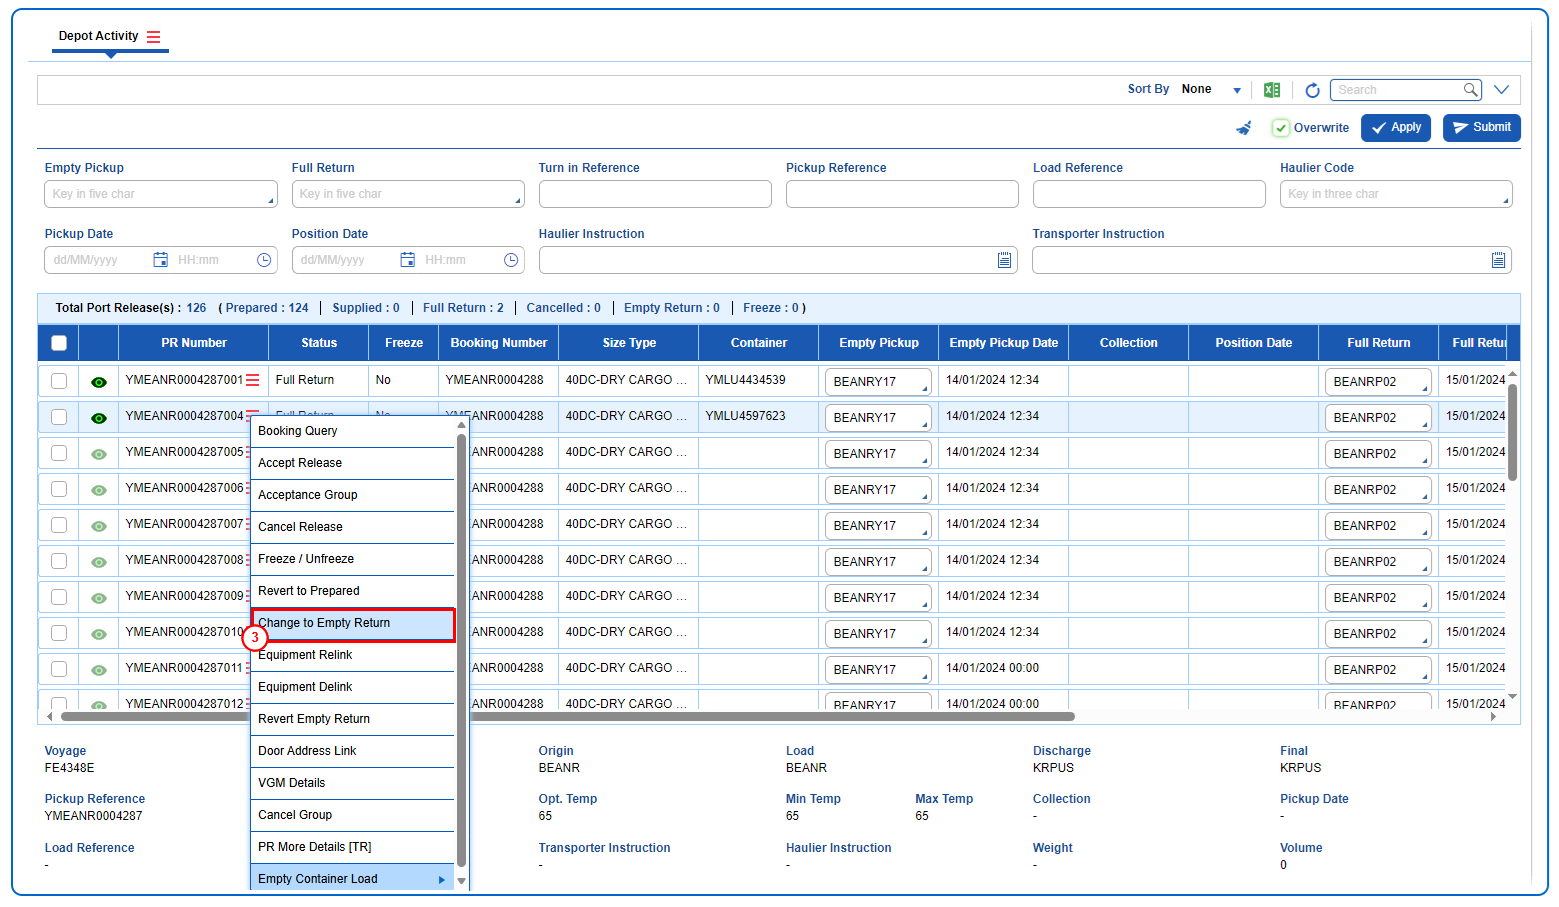 Depot Activity
Sort By None Search
Overwrite Apply Submit
Empty Pickup Full Return Turn in Reference Pickup Reference Load Reference Haulier Code
Key in five char Key in five char Key in three char
Pickup Date Position Date Haulier Instruction Transporter Instruction
dd/MM/yyyy HH:mm dd/MM/yyyy HH:mm
Total Port Release(s) : 126 ( Prepared : 124 | Supplied : 0 | Full Return : 2 | Cancelled : 0 | Empty Return : 0 | Freeze : 0 )
PR Number Status Freeze Booking Number Size Type Container Empty Pickup Empty Pickup Date Collection Position Date Full Return Full Retur
YMEANR0004287001 Full Return No YMEANR0004288 40DC-DRY CARGO ... YMLU4434539 BEANRY17 14/01/2024 12:34 BEANRP02 15/01/2024
YMEANR0004287004 Full Return No YMEANR0004288 40DC-DRY CARGO ... YMLU4597623 BEANRY17 14/01/2024 12:34 BEANRP02 15/01/2024
YMEANR0004287005 ANR0004288 40DC-DRY CARGO ... BEANRY17 14/01/2024 12:34 BEANRP02 15/01/2024
YMEANR0004287006 ANR0004288 40DC-DRY CARGO ... BEANRY17 14/01/2024 12:34 BEANRP02 15/01/2024
YMEANR0004287007 ANR0004288 40DC-DRY CARGO ... BEANRY17 14/01/2024 12:34 BEANRP02 15/01/2024
YMEANR0004287008 ANR0004288 40DC-DRY CARGO ... BEANRY17 14/01/2024 12:34 BEANRP02 15/01/2024
YMEANR0004287009 ANR0004288 40DC-DRY CARGO ... BEANRY17 14/01/2024 12:34 BEANRP02 15/01/2024
YMEANR0004287010 ANR0004288 40DC-DRY CARGO ... BEANRY17 14/01/2024 12:34 BEANRP02 15/01/2024
YMEANR0004287011 ANR0004288 40DC-DRY CARGO ... BEANRY17 14/01/2024 00:00 BEANRP02 15/01/2024
YMEANR0004287012 ANR0004288 40DC-DRY CARGO ... BEANRY17 14/01/2024 00:00 BEANRP02 15/01/2024
Booking Query
Accept Release
Acceptance Group
Cancel Release
Freeze / Unfreeze
Revert to Prepared
Change to Empty Return
3
Equipment Relink
Equipment Delink
Revert Empty Return
Door Address Link
VGM Details
Cancel Group
PR More Details [TR]
Empty Container Load
Voyage Origin Load Discharge Final
FE4348E BEANR BEANR KRPUS KRPUS
Pickup Reference Opt. Temp Min Temp Max Temp Collection Pickup Date
YMEANR0004287 65 65 65 - -
Load Reference Transporter Instruction Haulier Instruction Weight Volume
- - - - 0